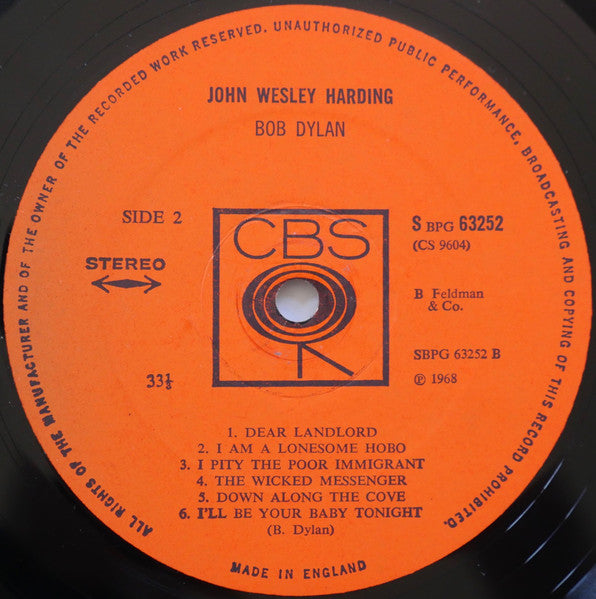 ALL RIGHTS OF THE MANUFACTURER AND OF THE OWNER OF THE RECORDED WORK RESERVED. UNAUTHORIZED PUBLIC PERFORMANCE, BROADCASTING AND COPYING OF THIS RECORD PROHIBITED.
JOHN WESLEY HARDING
BOB DYLAN
SIDE 2
STEREO
33⅓
CBS
S BPG 63252
(CS 9604)
B Feldman
& Co.
SBPG 63252 B
℗ 1968
1. DEAR LANDLORD
2. I AM A LONESOME HOBO
3. I PITY THE POOR IMMIGRANT
4. THE WICKED MESSENGER
5. DOWN ALONG THE COVE
6. I'LL BE YOUR BABY TONIGHT
(B. Dylan)
MADE IN ENGLAND